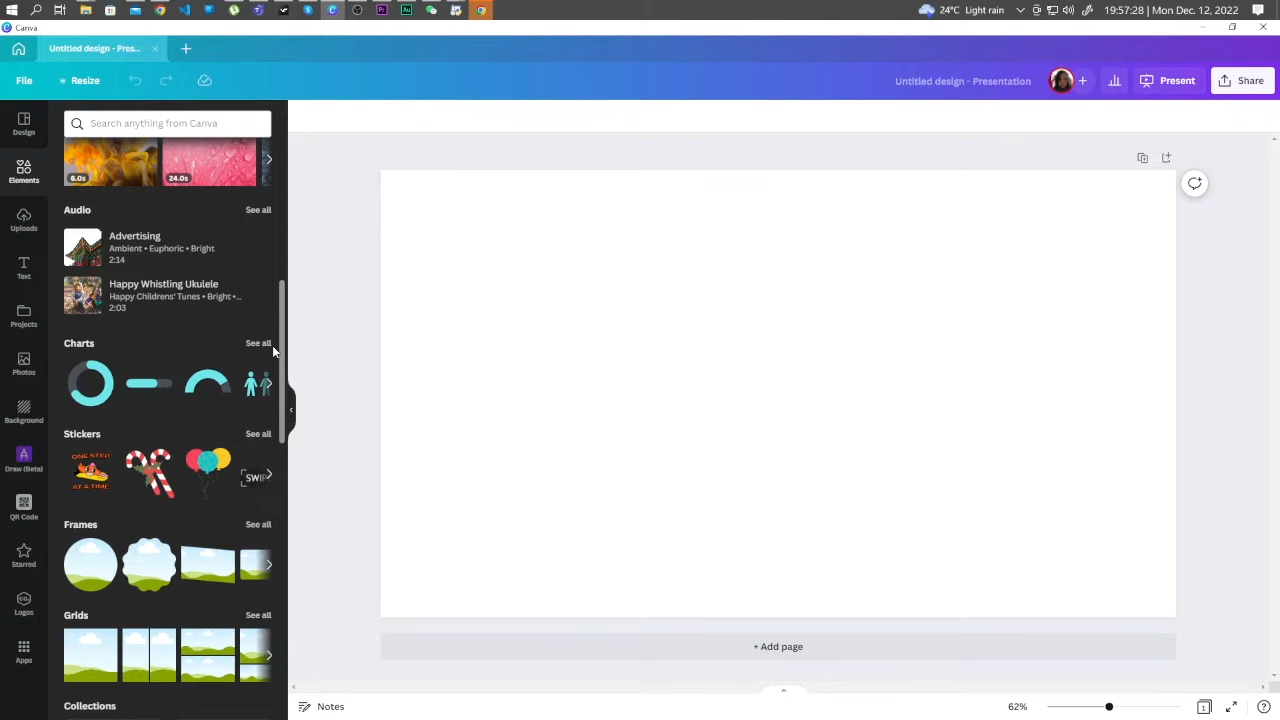 24°C Light rain
19:57:28 | Mon Dec. 12, 2022
Canva
Untitled design - Pres...
File
Resize
Untitled design - Presentation
Present
Share
Design
Elements
Uploads
Text
Projects
Photos
Background
Draw (Beta)
QR Code
Starred
Logos
Apps
Search anything from Canva
6.0s
24.0s
Audio
See all
Advertising
Ambient • Euphoric • Bright
2:14
Happy Whistling Ukulele
Happy Childrens' Tunes • Bright •...
2:03
Charts
See all
Stickers
See all
ONE STEP
AT A TIME
SWIP
Frames
See all
Grids
See all
Collections
+ Add page
Notes
62%
1